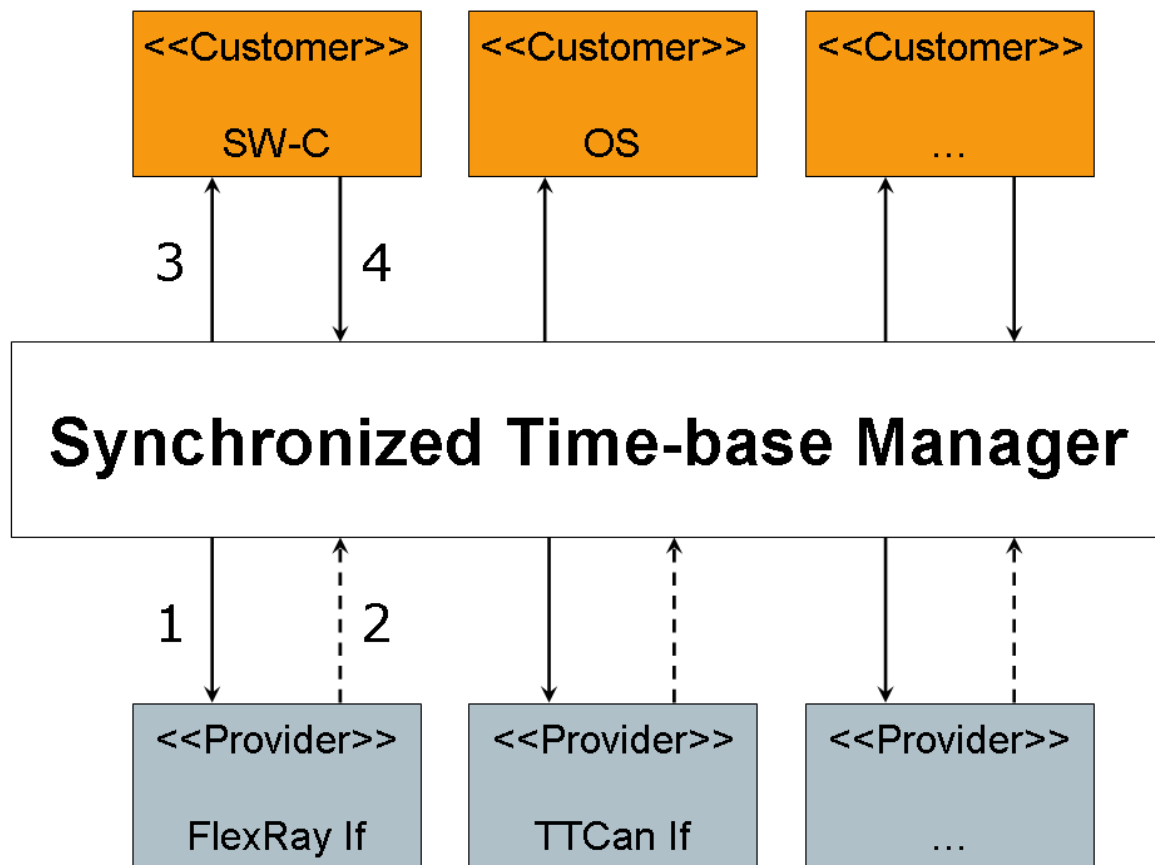 <<Customer>> <<Customer>> <<Customer>>
SW-C OS ...
3 4
Synchronized Time-base Manager
1 2
<<Provider>> <<Provider>> <<Provider>>
FlexRay If TTCan If ...